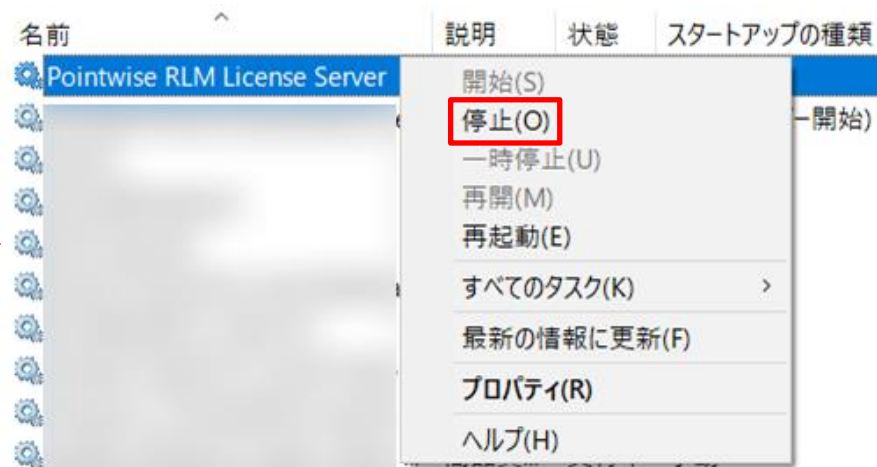 名前 説明 状態 スタートアップの種類
Pointwise RLM License Server
開始(S)
停止(O)
ー開始)
一時停止(U)
再開(M)
再起動(E)
すべてのタスク(K)
最新の情報に更新(F)
プロパティ(R)
ヘルプ(H)